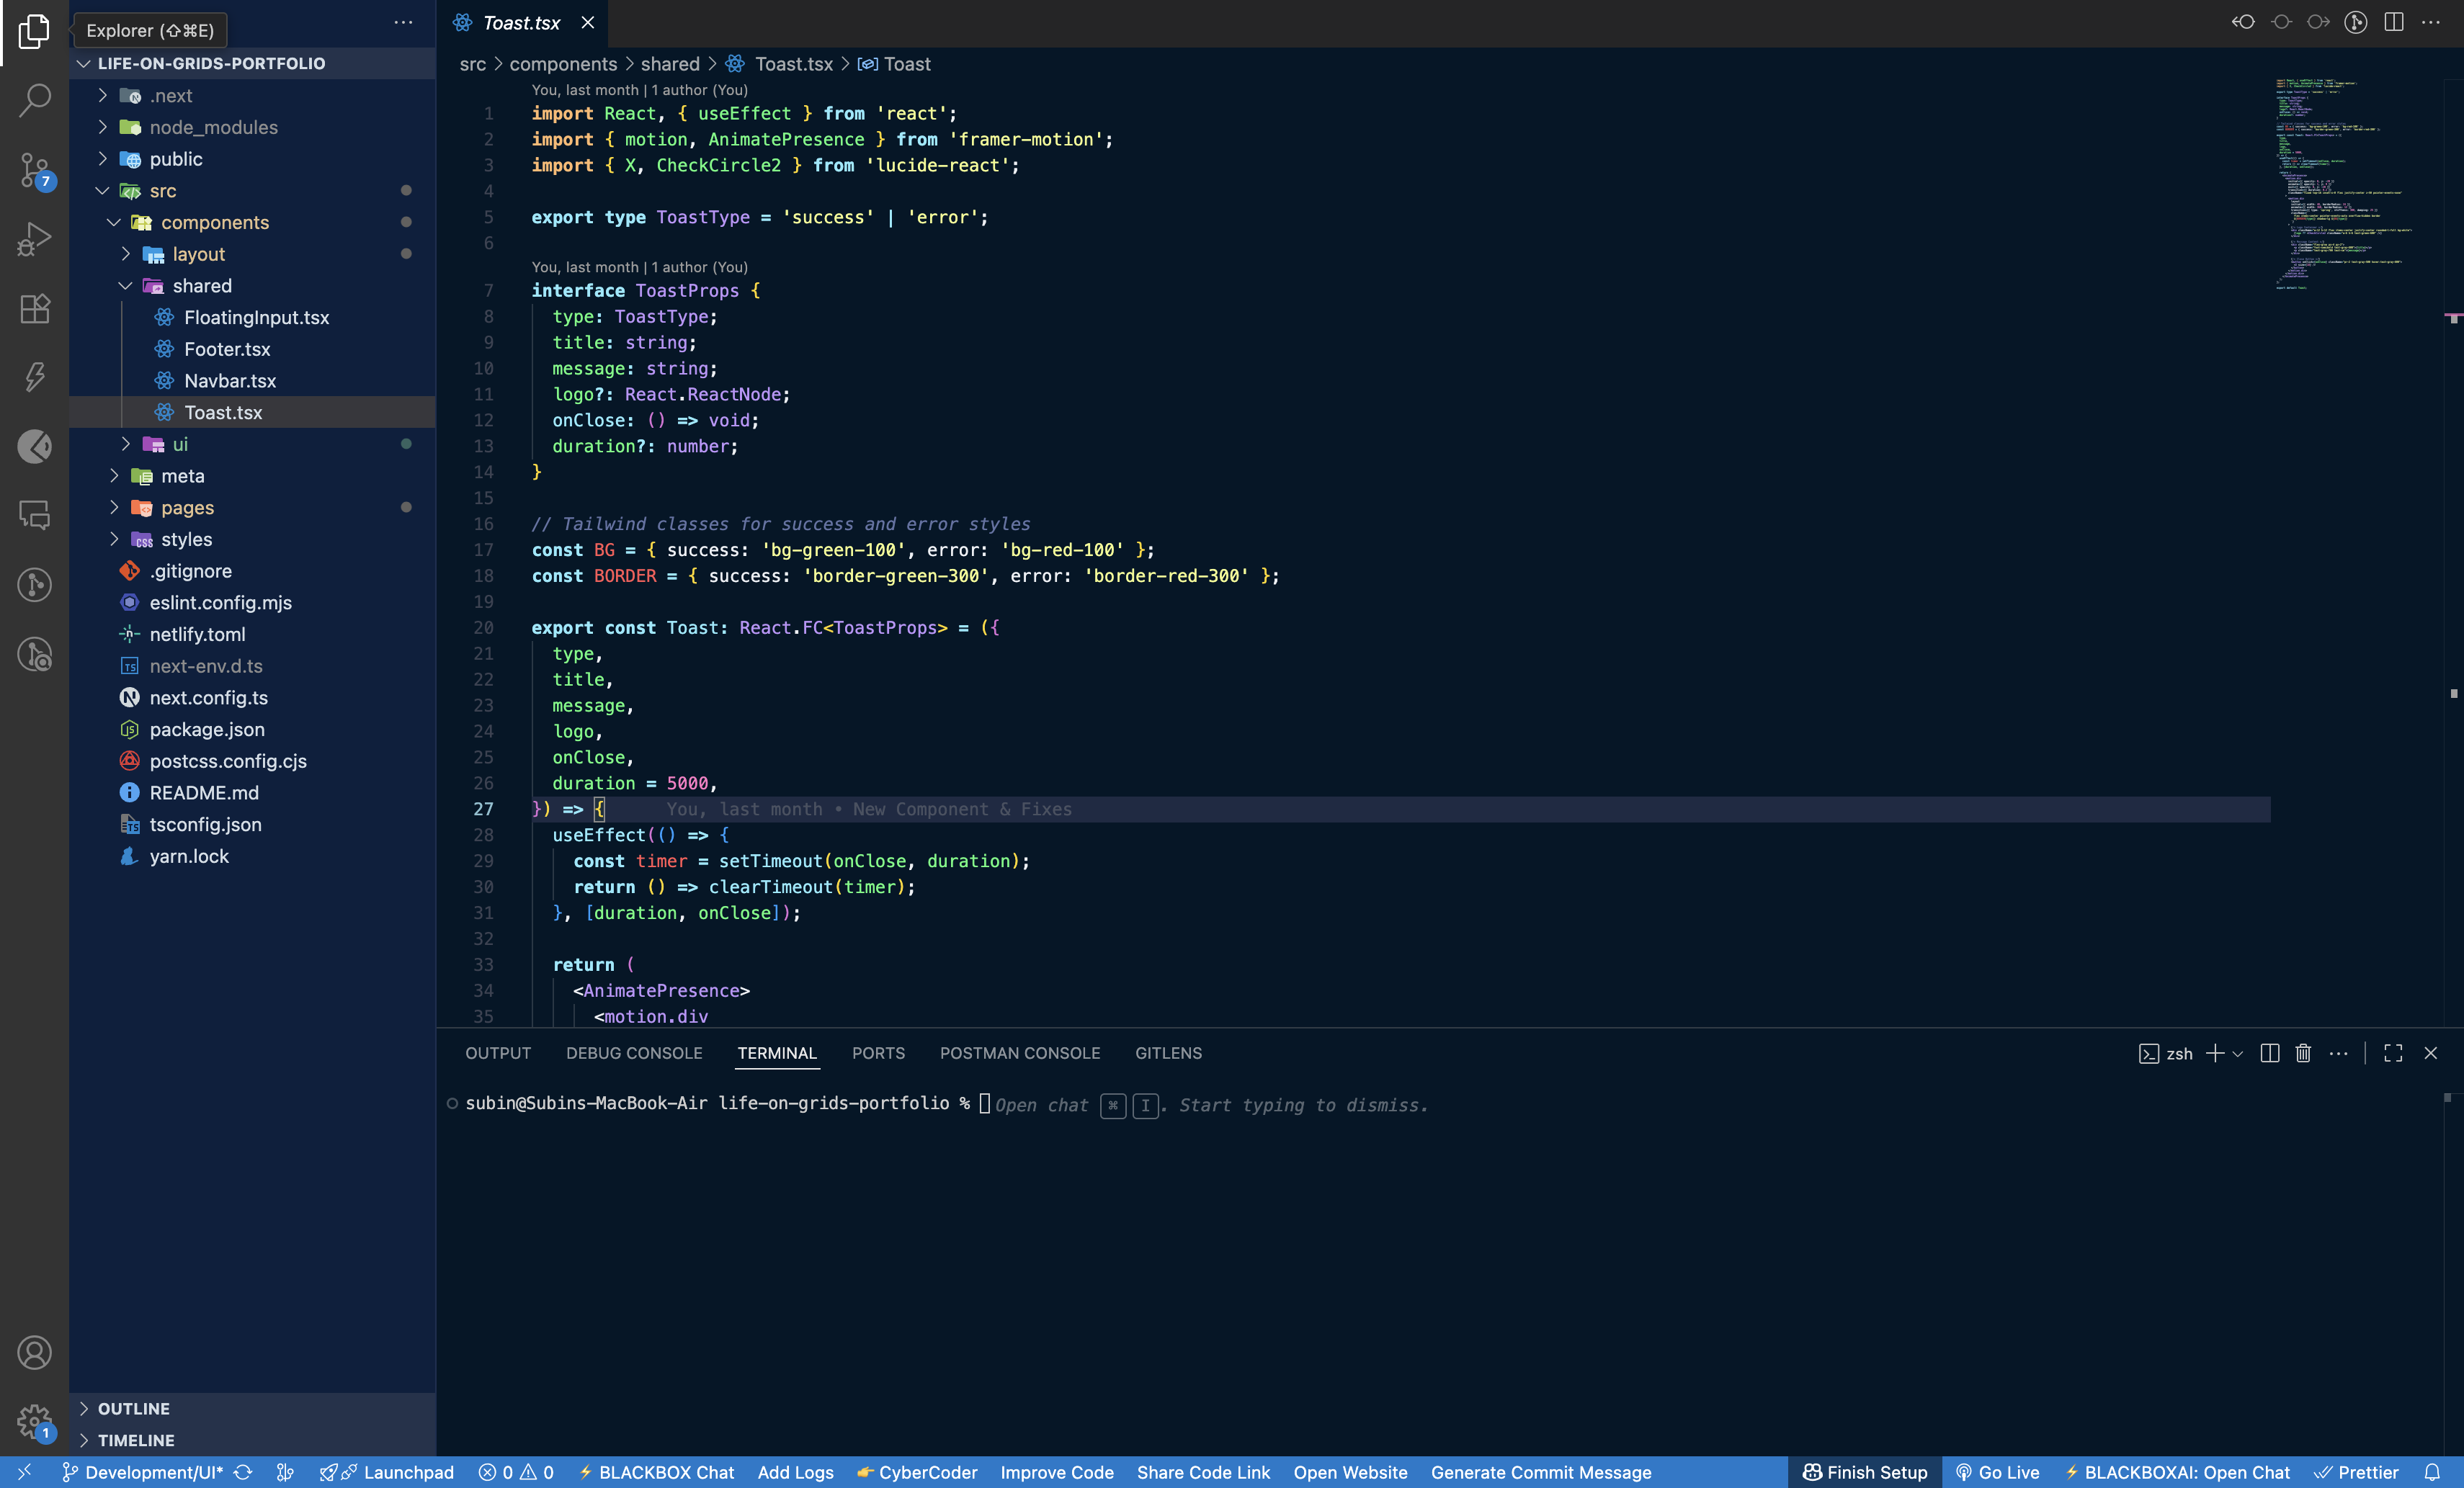 Explorer (⇧⌘E)
LIFE-ON-GRIDS-PORTFOLIO
.next
node_modules
public
src
components
layout
shared
FloatingInput.tsx
Footer.tsx
Navbar.tsx
Toast.tsx
ui
meta
pages
styles
.gitignore
eslint.config.mjs
netlify.toml
next-env.d.ts
next.config.ts
package.json
postcss.config.cjs
README.md
tsconfig.json
yarn.lock
OUTLINE
TIMELINE
7
1
Toast.tsx
src > components > shared > Toast.tsx > Toast
You, last month | 1 author (You)
1 import React, { useEffect } from 'react';
2 import { motion, AnimatePresence } from 'framer-motion';
3 import { X, CheckCircle2 } from 'lucide-react';
4
5 export type ToastType = 'success' | 'error';
6
You, last month | 1 author (You)
7 interface ToastProps {
8 type: ToastType;
9 title: string;
10 message: string;
11 logo?: React.ReactNode;
12 onClose: () => void;
13 duration?: number;
14 }
15
16 // Tailwind classes for success and error styles
17 const BG = { success: 'bg-green-100', error: 'bg-red-100' };
18 const BORDER = { success: 'border-green-300', error: 'border-red-300' };
19
20 export const Toast: React.FC<ToastProps> = ({
21 type,
22 title,
23 message,
24 logo,
25 onClose,
26 duration = 5000,
27 }) => { You, last month • New Component & Fixes
28 useEffect(() => {
29 const timer = setTimeout(onClose, duration);
30 return () => clearTimeout(timer);
31 }, [duration, onClose]);
32
33 return (
34 <AnimatePresence>
35 <motion.div
OUTPUT DEBUG CONSOLE TERMINAL PORTS POSTMAN CONSOLE GITLENS zsh
subin@Subins-MacBook-Air life-on-grids-portfolio % Open chat ⌘ I. Start typing to dismiss.
Development/UI* Launchpad 0 0 BLACKBOX Chat Add Logs CyberCoder Improve Code Share Code Link Open Website Generate Commit Message Finish Setup Go Live BLACKBOXAI: Open Chat Prettier